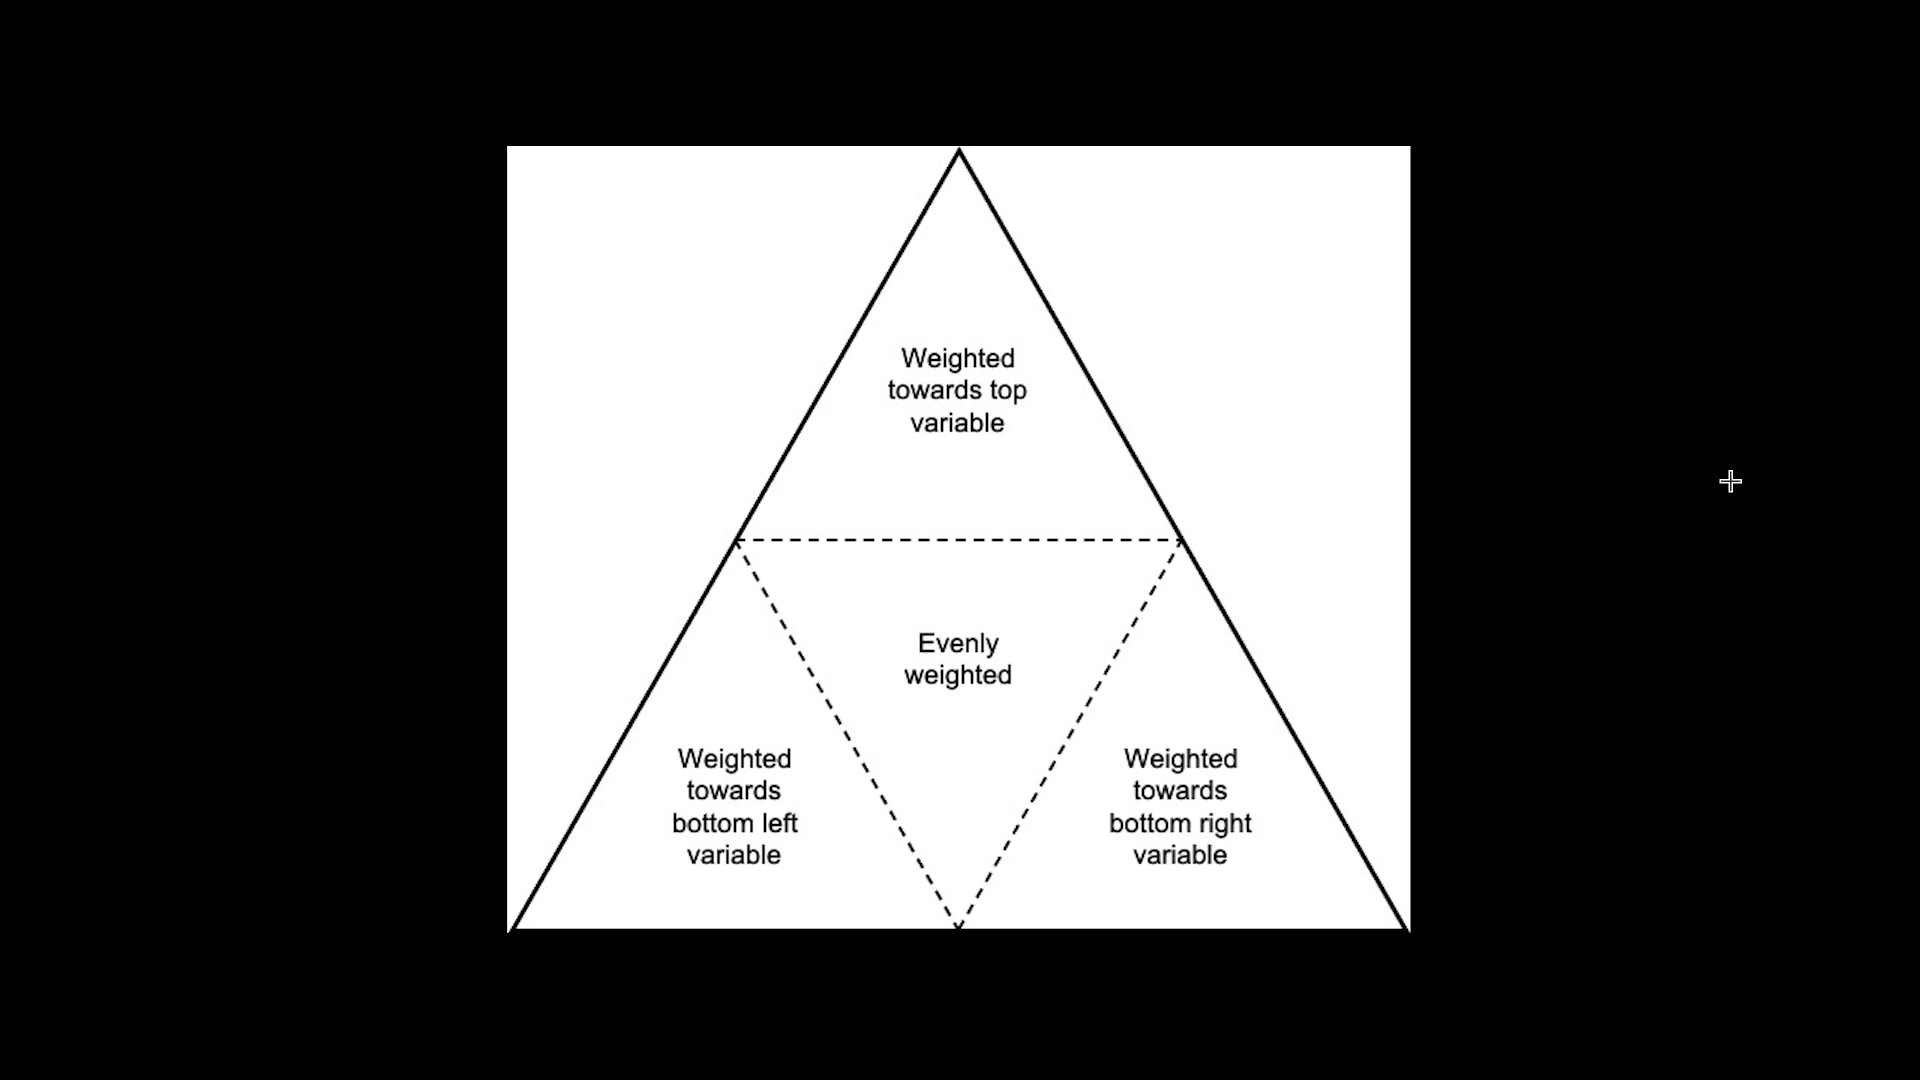 Weighted
towards top
variable
Evenly
weighted
Weighted
towards
bottom left
variable
Weighted
towards
bottom right
variable